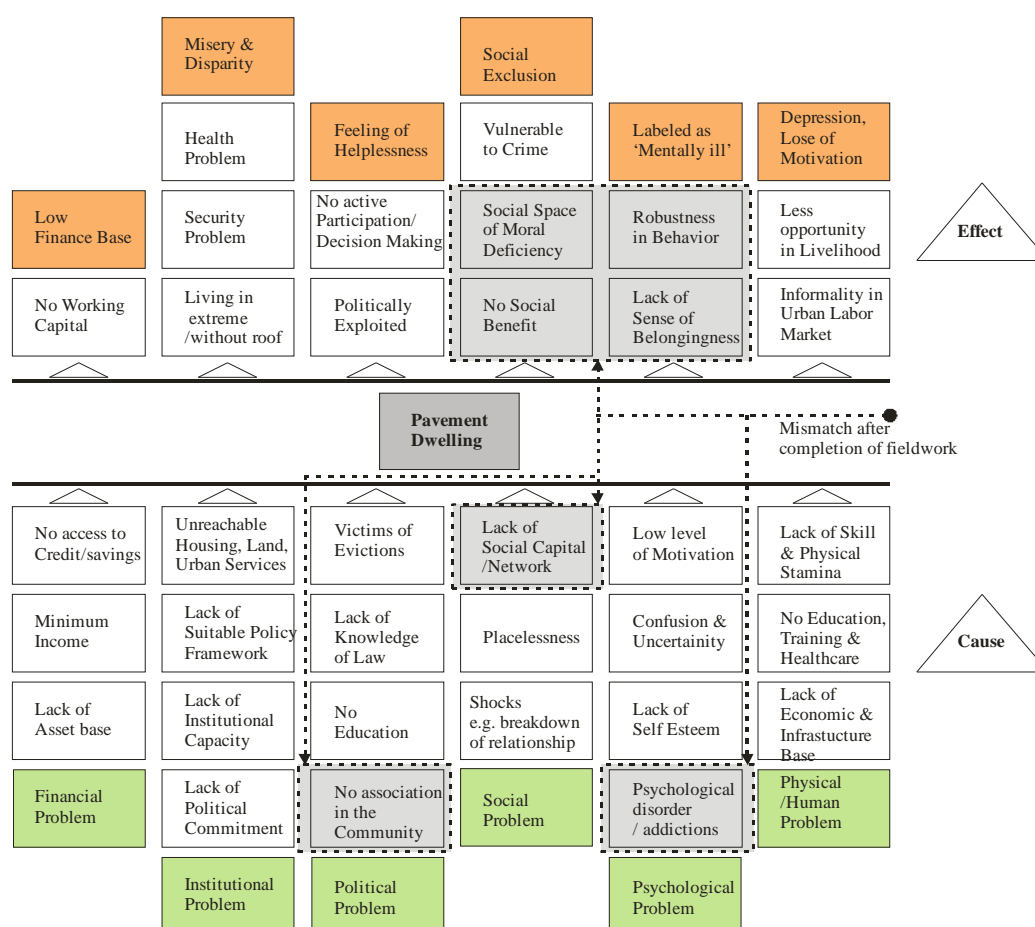 Misery &
Disparity
Social
Exclusion
Health
Problem
Feeling of
Helplessness
Vulnerable
to Crime
Labeled as
‘Mentally ill’
Depression,
Lose of
Motivation
Low
Finance Base
Security
Problem
No active
Participation/
Decision Making
Social Space
of Moral
Deficiency
Robustness
in Behavior
Less
opportunity
in Livelihood
Effect
No Working
Capital
Living in
extreme
/without roof
Politically
Exploited
No Social
Benefit
Lack of
Sense of
Belongingness
Informality in
Urban Labor
Market
Pavement
Dwelling
Mismatch after
completion of fieldwork
No access to
Credit/savings
Unreachable
Housing, Land,
Urban Services
Victims of
Evictions
Lack of
Social Capital
/Network
Low level
of Motivation
Lack of Skill
& Physical
Stamina
Minimum
Income
Lack of
Suitable Policy
Framework
Lack of
Knowledge
of Law
Placelessness
Confusion &
Uncertainity
No Education,
Training &
Healthcare
Cause
Lack of
Asset base
Lack of
Institutional
Capacity
No
Education
Shocks
e.g. breakdown
of relationship
Lack of
Self Esteem
Lack of
Economic &
Infrastucture
Base
Financial
Problem
Lack of
Political
Commitment
No association
in the
Community
Social
Problem
Psychological
disorder
/ addictions
Physical
/Human
Problem
Institutional
Problem
Political
Problem
Psychological
Problem